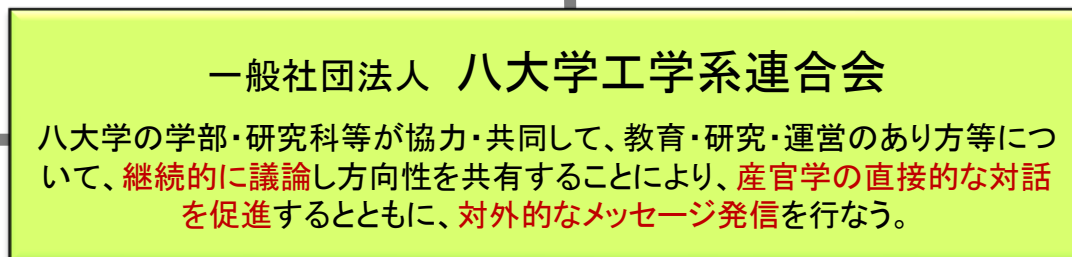 一般社団法人 八大学工学系連合会
八大学の学部・研究科等が協力・共同して、教育・研究・運営のあり方等につ
いて、継続的に議論し方向性を共有することにより、産官学の直接的な対話
を促進するとともに、対外的なメッセージ発信を行なう。